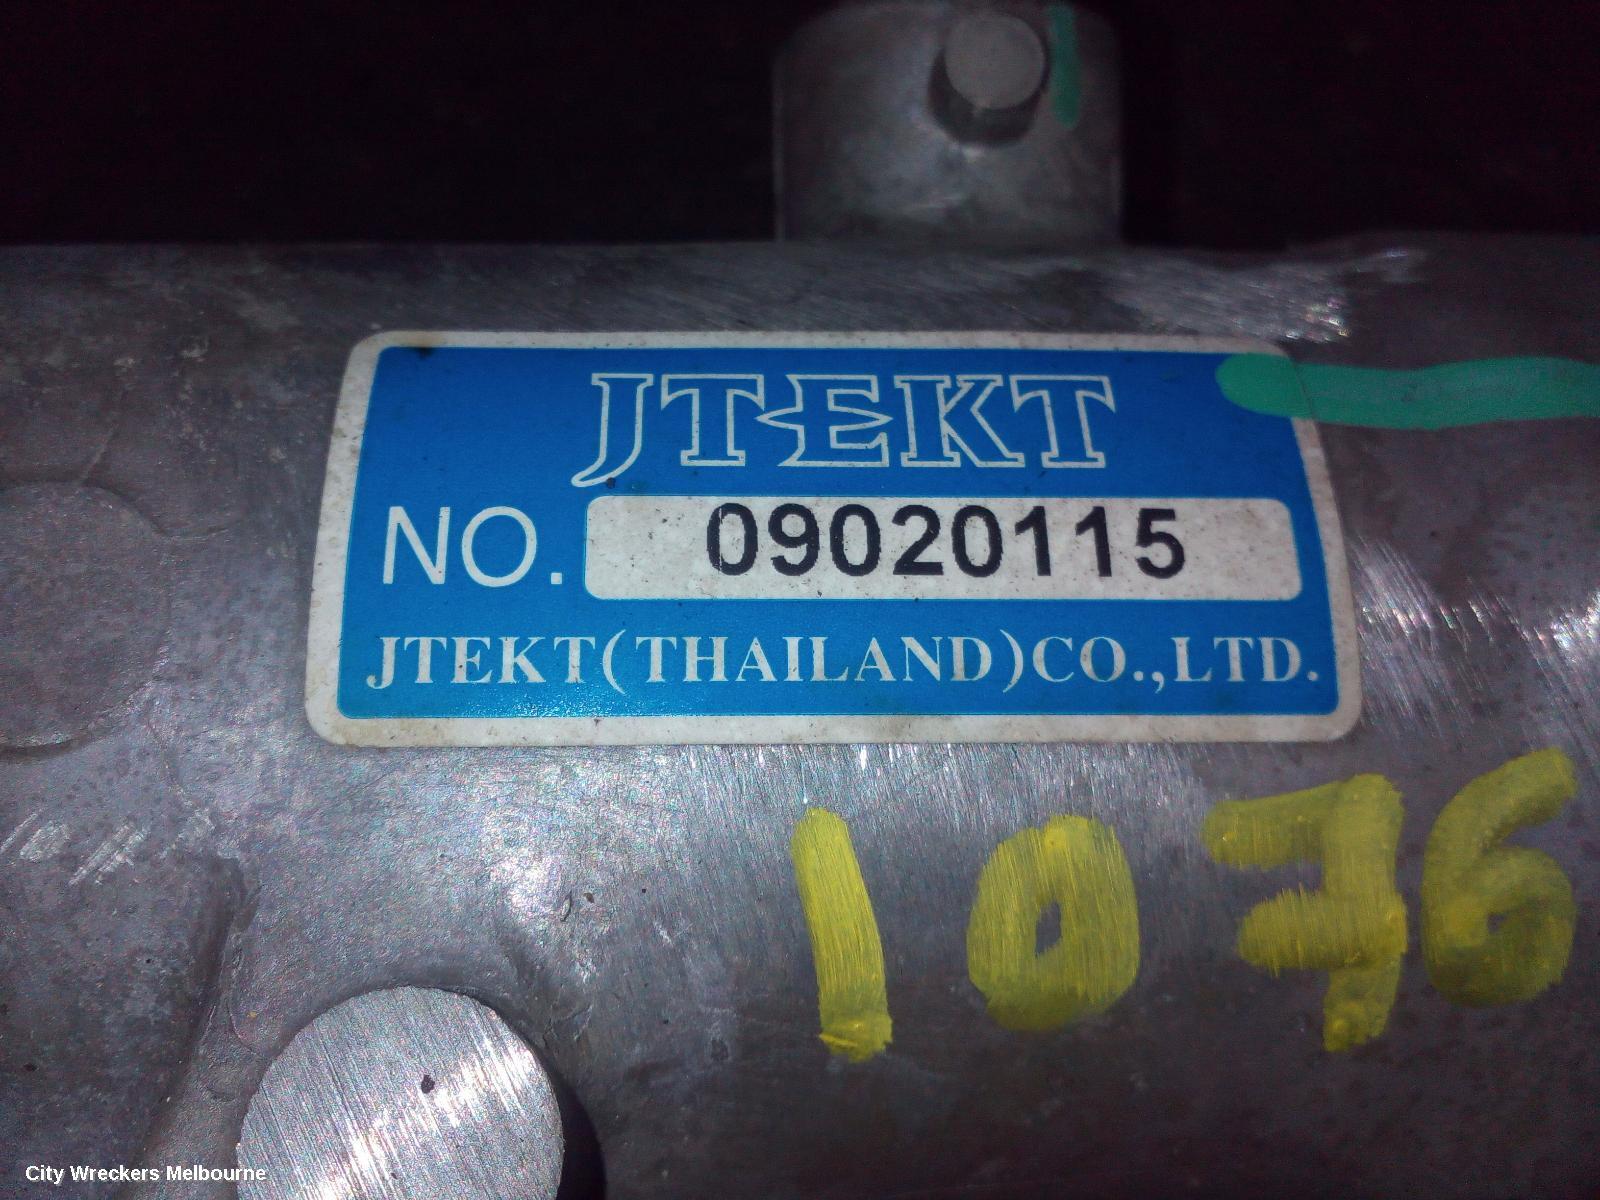 JTEKT
NO. 09020115
JTEKT(THAILAND)CO.,LTD.
1076
City Wreckers Melbourne